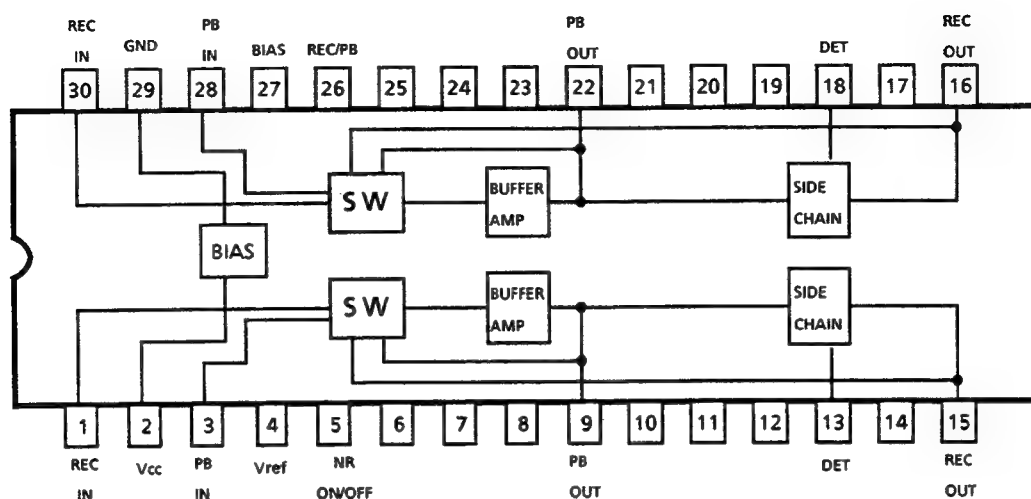 REC PB PB REC
IN GND IN BIAS REC/PB OUT DET OUT
30 29 28 27 26 25 24 23 22 21 20 19 18 17 16
SW BUFFER AMP SIDE CHAIN
BIAS
SW BUFFER AMP SIDE CHAIN
1 2 3 4 5 6 7 8 9 10 11 12 13 14 15
REC Vcc PB Vref NR PB DET REC
IN IN ON/OFF OUT OUT